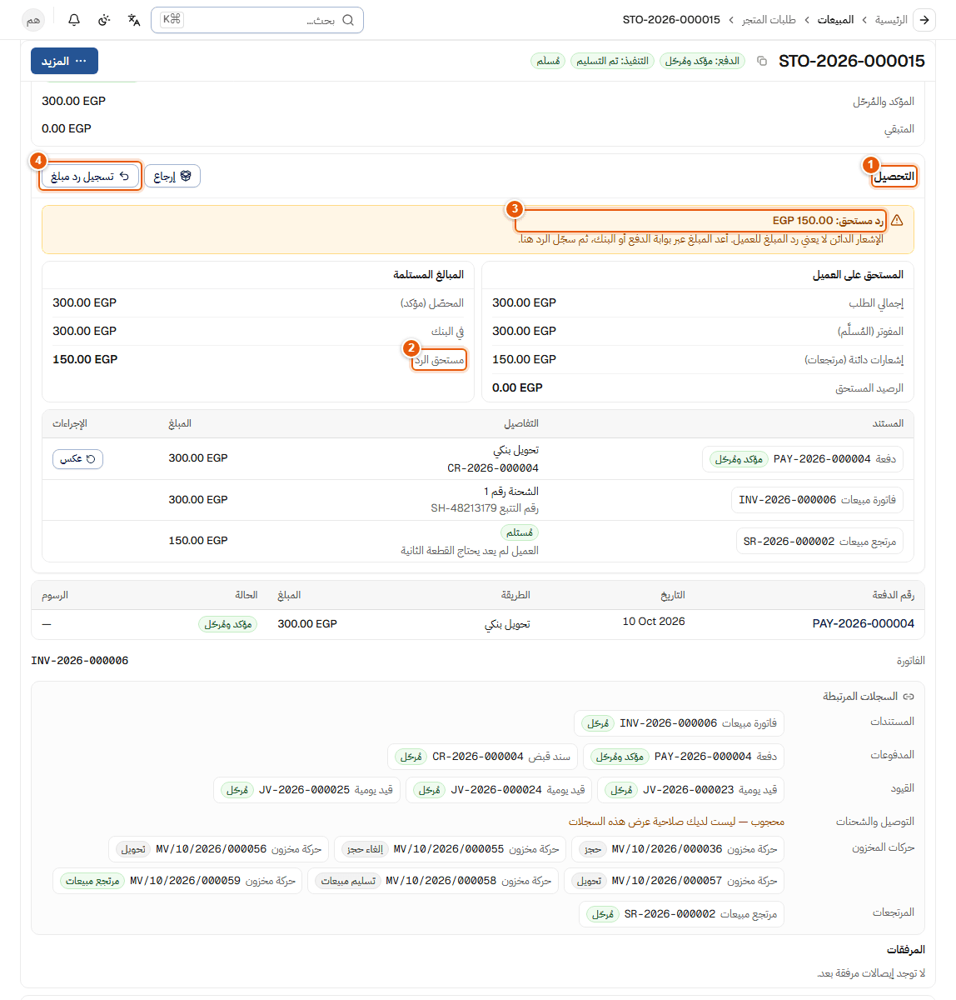 الرئيسية
المبيعات
طلبات المتجر
STO-2026-000015
بحث...
⌘K
هم
STO-2026-000015
الدفع: مؤكد ومُرحّل
التنفيذ: تم التسليم
مُسلّم
المزيد
المؤكد والمُرحّل 300.00 EGP
المتبقي 0.00 EGP
1
التحصيل
إرجاع
تسجيل رد مبلغ
4
3
رد مستحق: 150.00 EGP
الإشعار الدائن لا يعني رد المبلغ للعميل. أعد المبلغ عبر بوابة الدفع أو البنك، ثم سجّل الرد هنا.
المستحق على العميل
إجمالي الطلب 300.00 EGP
المفوتر (المُسلَّم) 300.00 EGP
إشعارات دائنة (مرتجعات) 150.00 EGP
الرصيد المستحق 0.00 EGP
المبالغ المستلمة
المحصّل (مؤكد) 300.00 EGP
في البنك 300.00 EGP
2
مستحق الرد 150.00 EGP
المستند التفاصيل المبلغ الإجراءات
دفعة PAY-2026-000004 مؤكد ومُرحّل
تحويل بنكي
CR-2026-000004
300.00 EGP
عكس
فاتورة مبيعات INV-2026-000006
الشحنة رقم 1
رقم التتبع SH-48213179
300.00 EGP
مرتجع مبيعات SR-2026-000002
مُستلم
العميل لم يعد يحتاج القطعة الثانية
150.00 EGP
رقم الدفعة التاريخ الطريقة المبلغ الحالة الرسوم
PAY-2026-000004 10 Oct 2026 تحويل بنكي 300.00 EGP مؤكد ومُرحّل —
الفاتورة INV-2026-000006
السجلات المرتبطة
المستندات فاتورة مبيعات INV-2026-000006 مُرحّل
المدفوعات دفعة PAY-2026-000004 مؤكد ومُرحّل سند قبض CR-2026-000004 مُرحّل
القيود قيد يومية JV-2026-000023 مُرحّل قيد يومية JV-2026-000024 مُرحّل قيد يومية JV-2026-000025 مُرحّل
التوصيل والشحنات محجوب — ليست لديك صلاحية عرض هذه السجلات
حركات المخزون حركة مخزون MV/10/2026/000036 حجز حركة مخزون MV/10/2026/000055 إلغاء حجز حركة مخزون MV/10/2026/000056 تحويل
حركة مخزون MV/10/2026/000057 تحويل حركة مخزون MV/10/2026/000058 تسليم مبيعات حركة مخزون MV/10/2026/000059 مرتجع مبيعات
المرتجعات مرتجع مبيعات SR-2026-000002 مُرحّل
المرفقات
لا توجد إيصالات مرفقة بعد.